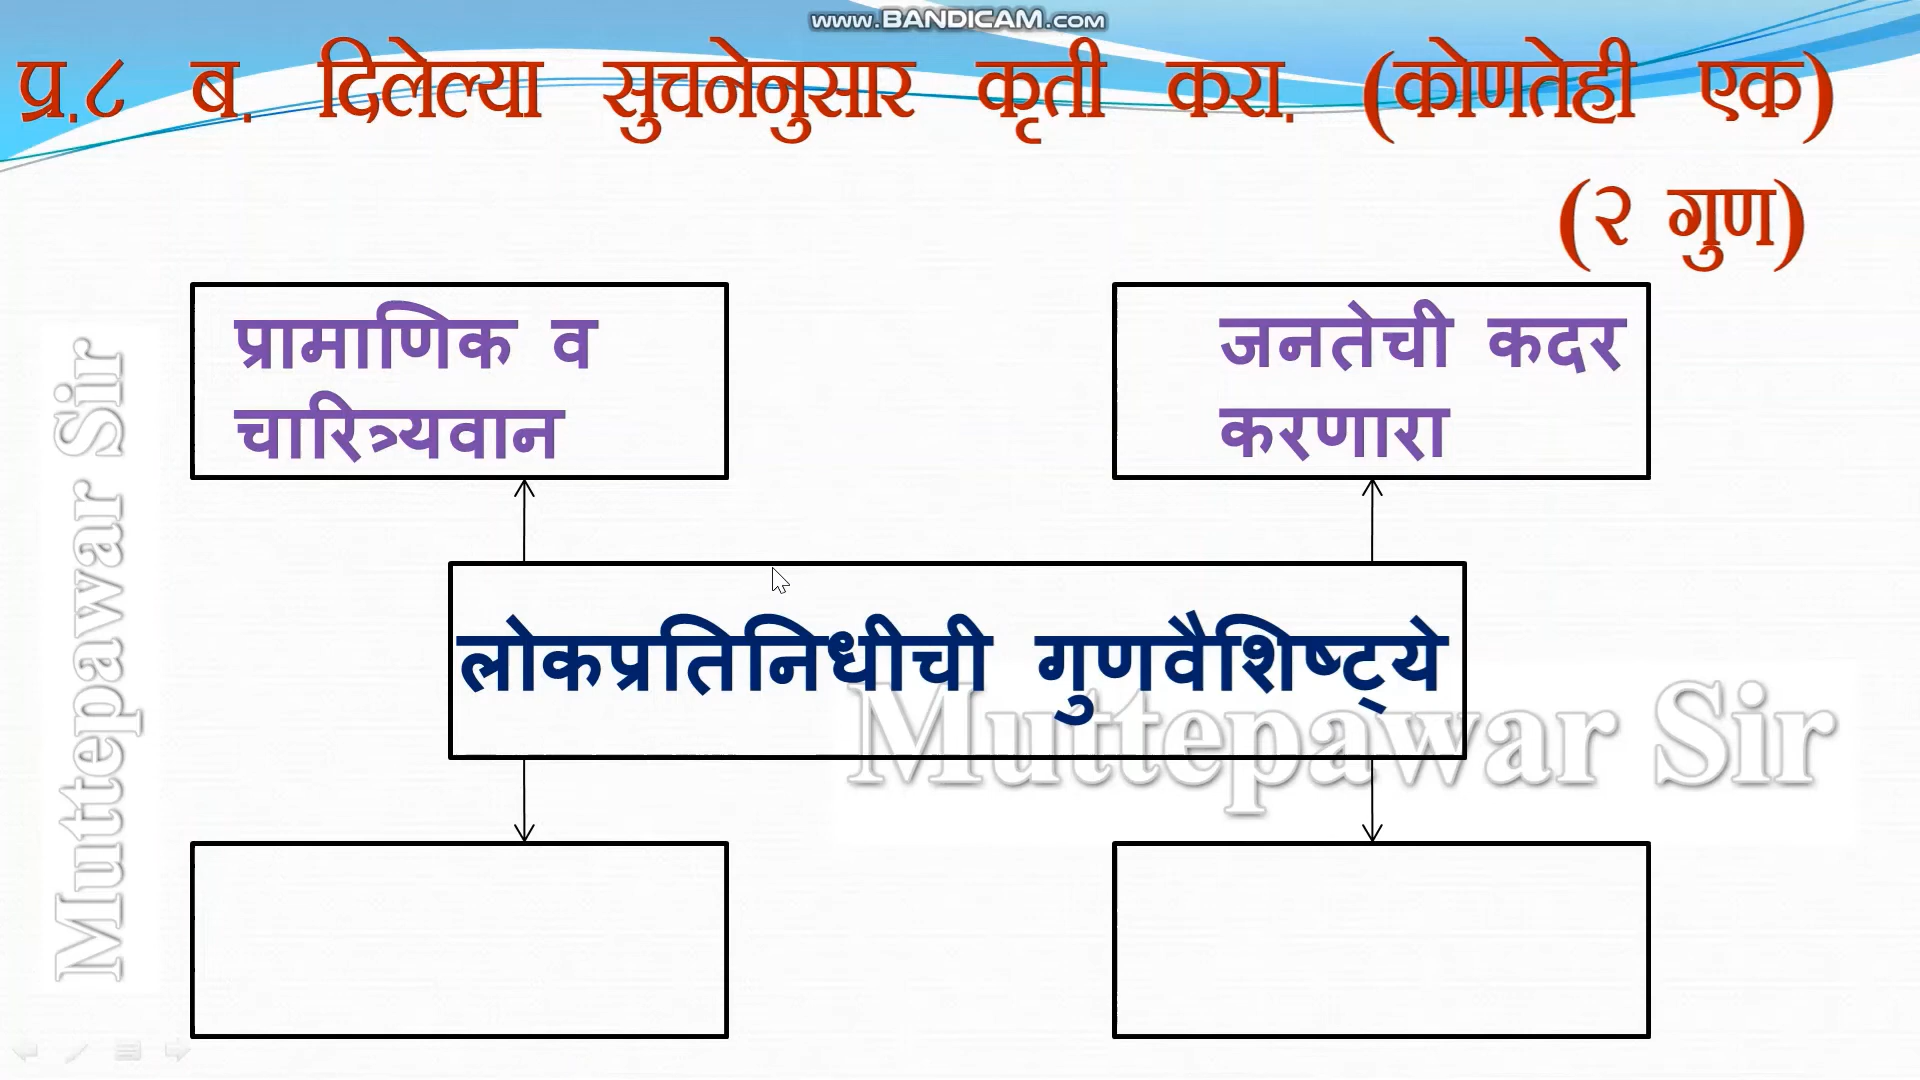 www.BANDICAM.com
प्र.८ ब. दिलेल्या सुचनेनुसार कृती करा. (कोणतेही एक)
(२ गुण)
प्रामाणिक व
चारित्र्यवान
जनतेची कदर
करणारा
लोकप्रतिनिधीची गुणवैशिष्ट्ये
Muttepawar Sir
Muttepawar Sir